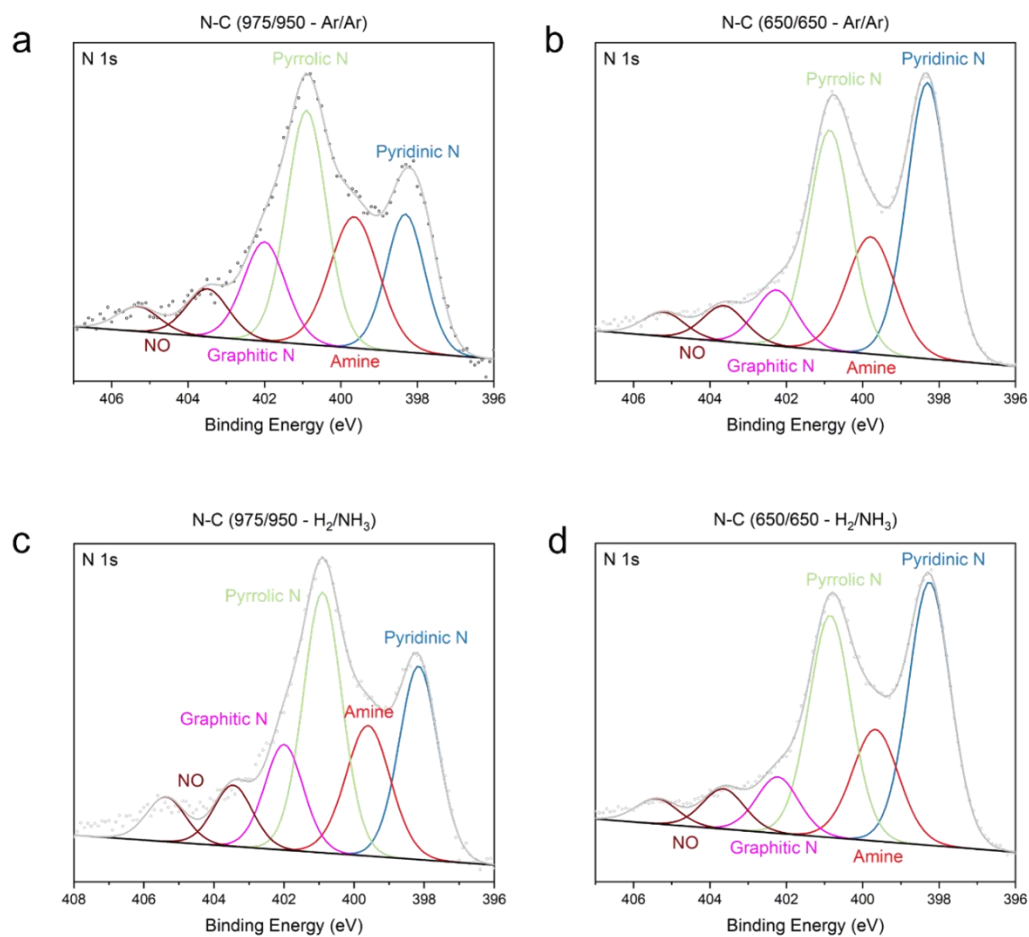 a
N-C (975/950 - Ar/Ar)
N 1s
Pyrrolic N
Pyridinic N
NO
Graphitic N
Amine
406 404 402 400 398 396
Binding Energy (eV)
b
N-C (650/650 - Ar/Ar)
N 1s
Pyridinic N
Pyrrolic N
NO
Graphitic N
Amine
406 404 402 400 398 396
Binding Energy (eV)
c
N-C (975/950 - H₂/NH₃)
N 1s
Pyrrolic N
Pyridinic N
Graphitic N
Amine
NO
408 406 404 402 400 398 396
Binding Energy (eV)
d
N-C (650/650 - H₂/NH₃)
N 1s
Pyridinic N
Pyrrolic N
NO
Graphitic N
Amine
406 404 402 400 398 396
Binding Energy (eV)